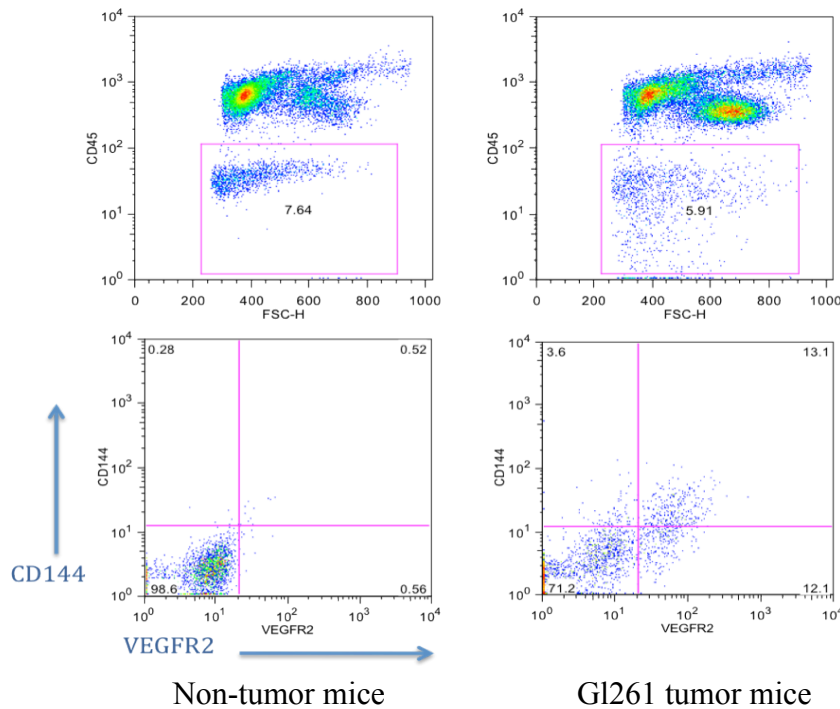 10⁴ 10³ 10² 10¹ 10⁰
CD45
7.64
0 200 400 600 800 1000
FSC-H
10⁴ 10³ 10² 10¹ 10⁰
CD45
5.91
0 200 400 600 800 1000
FSC-H
CD144
10⁴ 10³ 10² 10¹ 10⁰
CD144
0.28 0.52
98.6 0.56
10⁰ 10¹ 10² 10³ 10⁴
VEGFR2
10⁴ 10³ 10² 10¹ 10⁰
CD144
3.6 13.1
71.2 12.1
10⁰ 10¹ 10² 10³ 10⁴
VEGFR2
VEGFR2
Non-tumor mice
Gl261 tumor mice